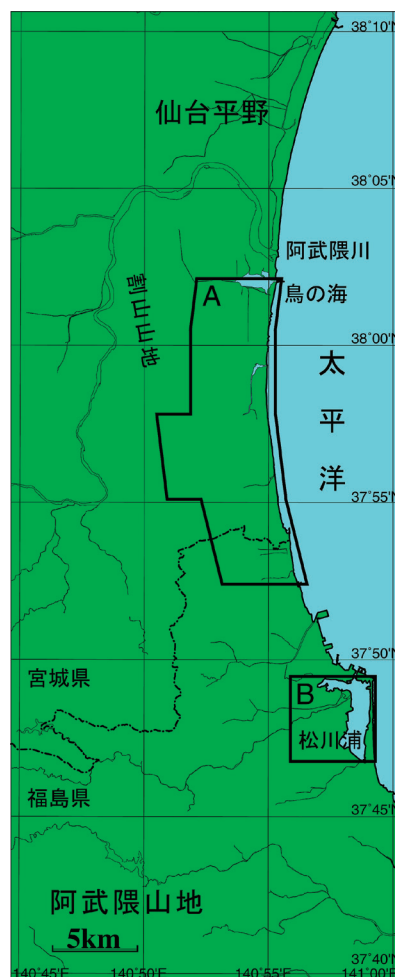 38°10'
仙台平野
38°05'
阿武隈川
A
鳥の海
割山山地
38°00'
太平洋
37°55'
37°50'
宮城県
B
松川浦
福島県
37°45'
阿武隈山地
5km
37°40'
140°45'E
140°50'E
140°55'E
141°00'E